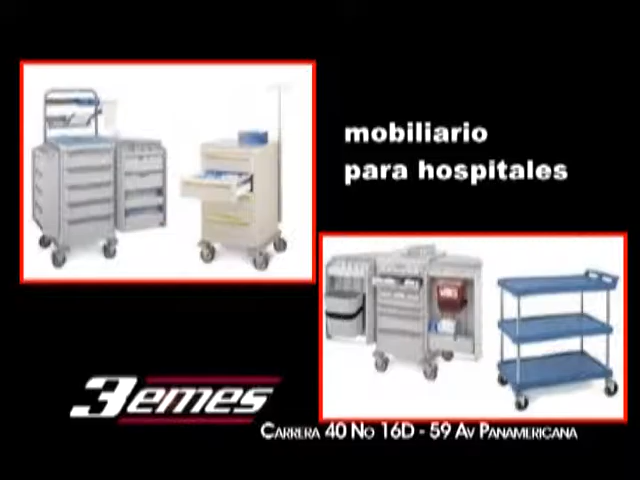 mobiliario
para hospitales
3emes
CARRERA 40 NO 16D - 59 AV PANAMERICANA